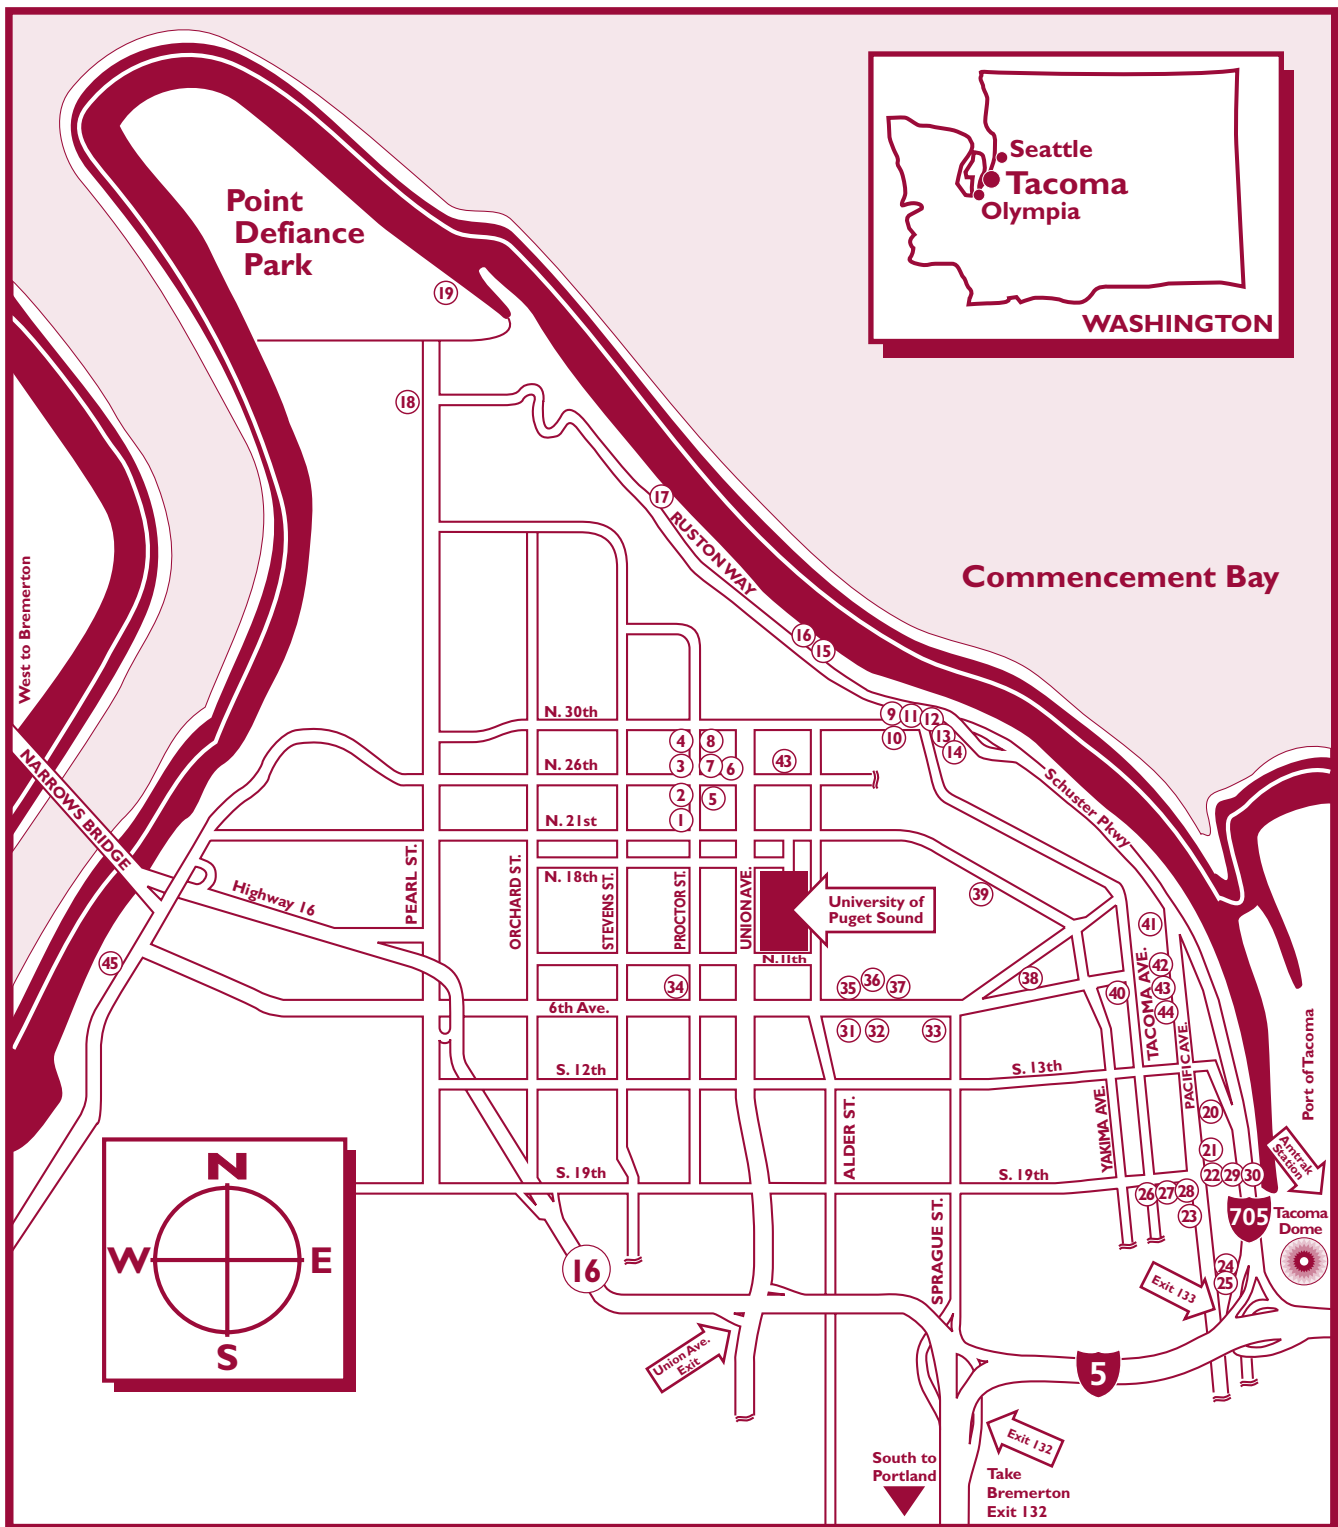 Point
Defiance
Park
Seattle
Tacoma
Olympia
WASHINGTON
19
18
17
RUSTON WAY
Commencement Bay
West to Bremerton
16
15
N. 30th
9
11
12
10
13
14
4
8
N. 26th
3
7
6
43
2
5
N. 21st
1
Schuster Pkwy
NARROWS BRIDGE
Highway 16
PEARL ST.
ORCHARD ST.
N. 18th
STEVENS ST.
PROCTOR ST.
UNION AVE.
University of
Puget Sound
39
41
N. 11th
45
34
35
36
37
38
40
TACOMA AVE.
42
43
44
6th Ave.
31
32
33
PACIFIC AVE.
Port of Tacoma
S. 12th
S. 13th
YAKIMA AVE.
ALDER ST.
20
21
Amtrak
Station
S. 19th
S. 19th
22
29
30
26
27
28
23
705
Tacoma
Dome
SPRAGUE ST.
N
W
E
S
16
24
25
Exit 133
Union Ave.
Exit
5
Exit 132
South to
Portland
Take
Bremerton
Exit 132